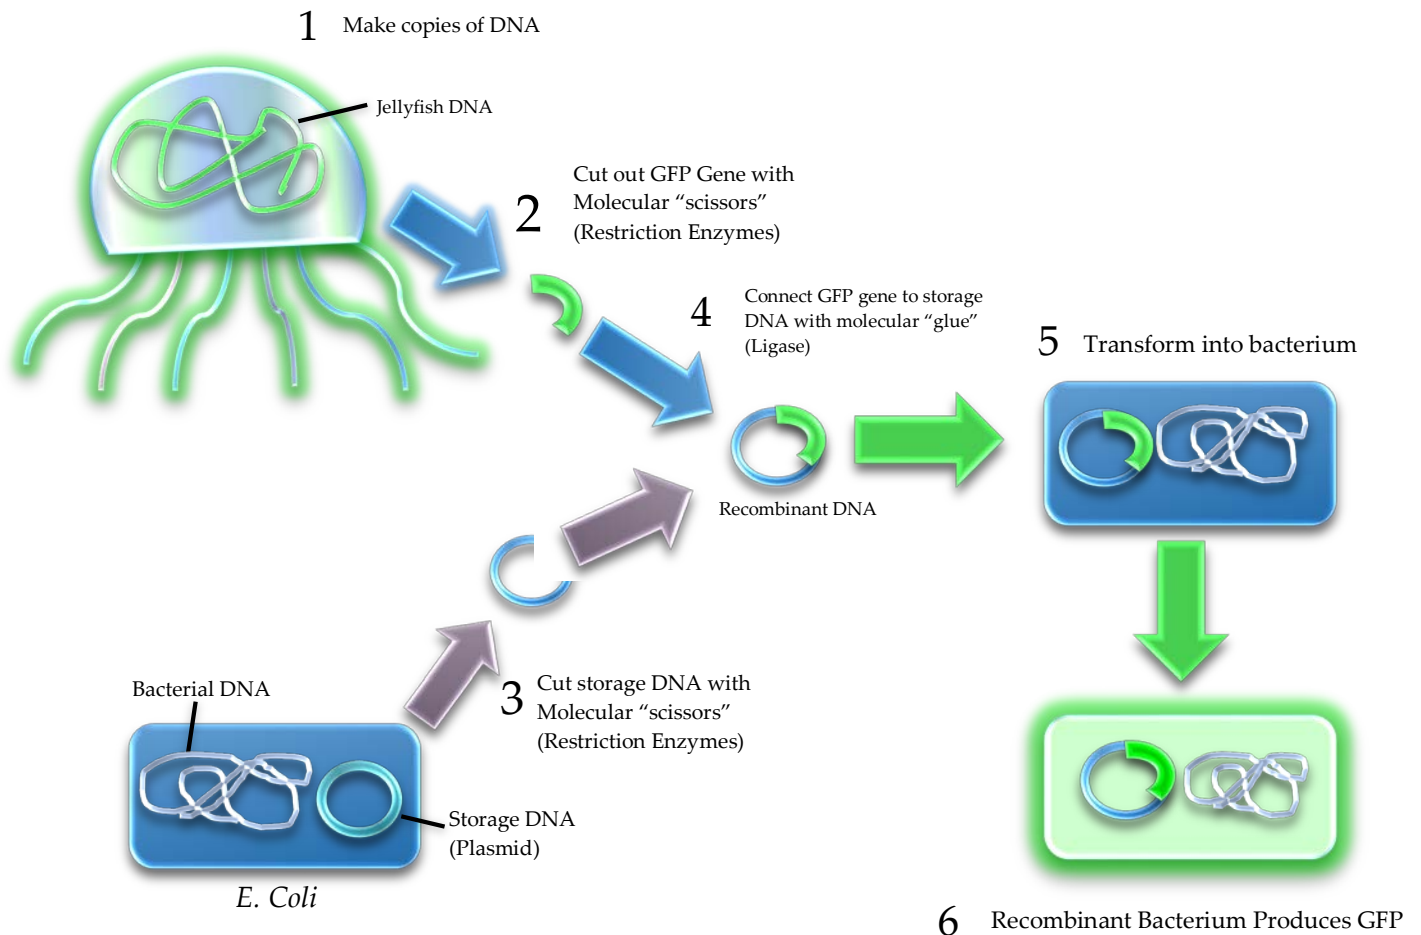 1 Make copies of DNA
Jellyfish DNA
2 Cut out GFP Gene with
Molecular “scissors”
(Restriction Enzymes)
4 Connect GFP gene to storage
DNA with molecular “glue”
(Ligase)
5 Transform into bacterium
Recombinant DNA
3 Cut storage DNA with
Molecular “scissors”
(Restriction Enzymes)
Bacterial DNA
Storage DNA
(Plasmid)
E. Coli
6 Recombinant Bacterium Produces GFP